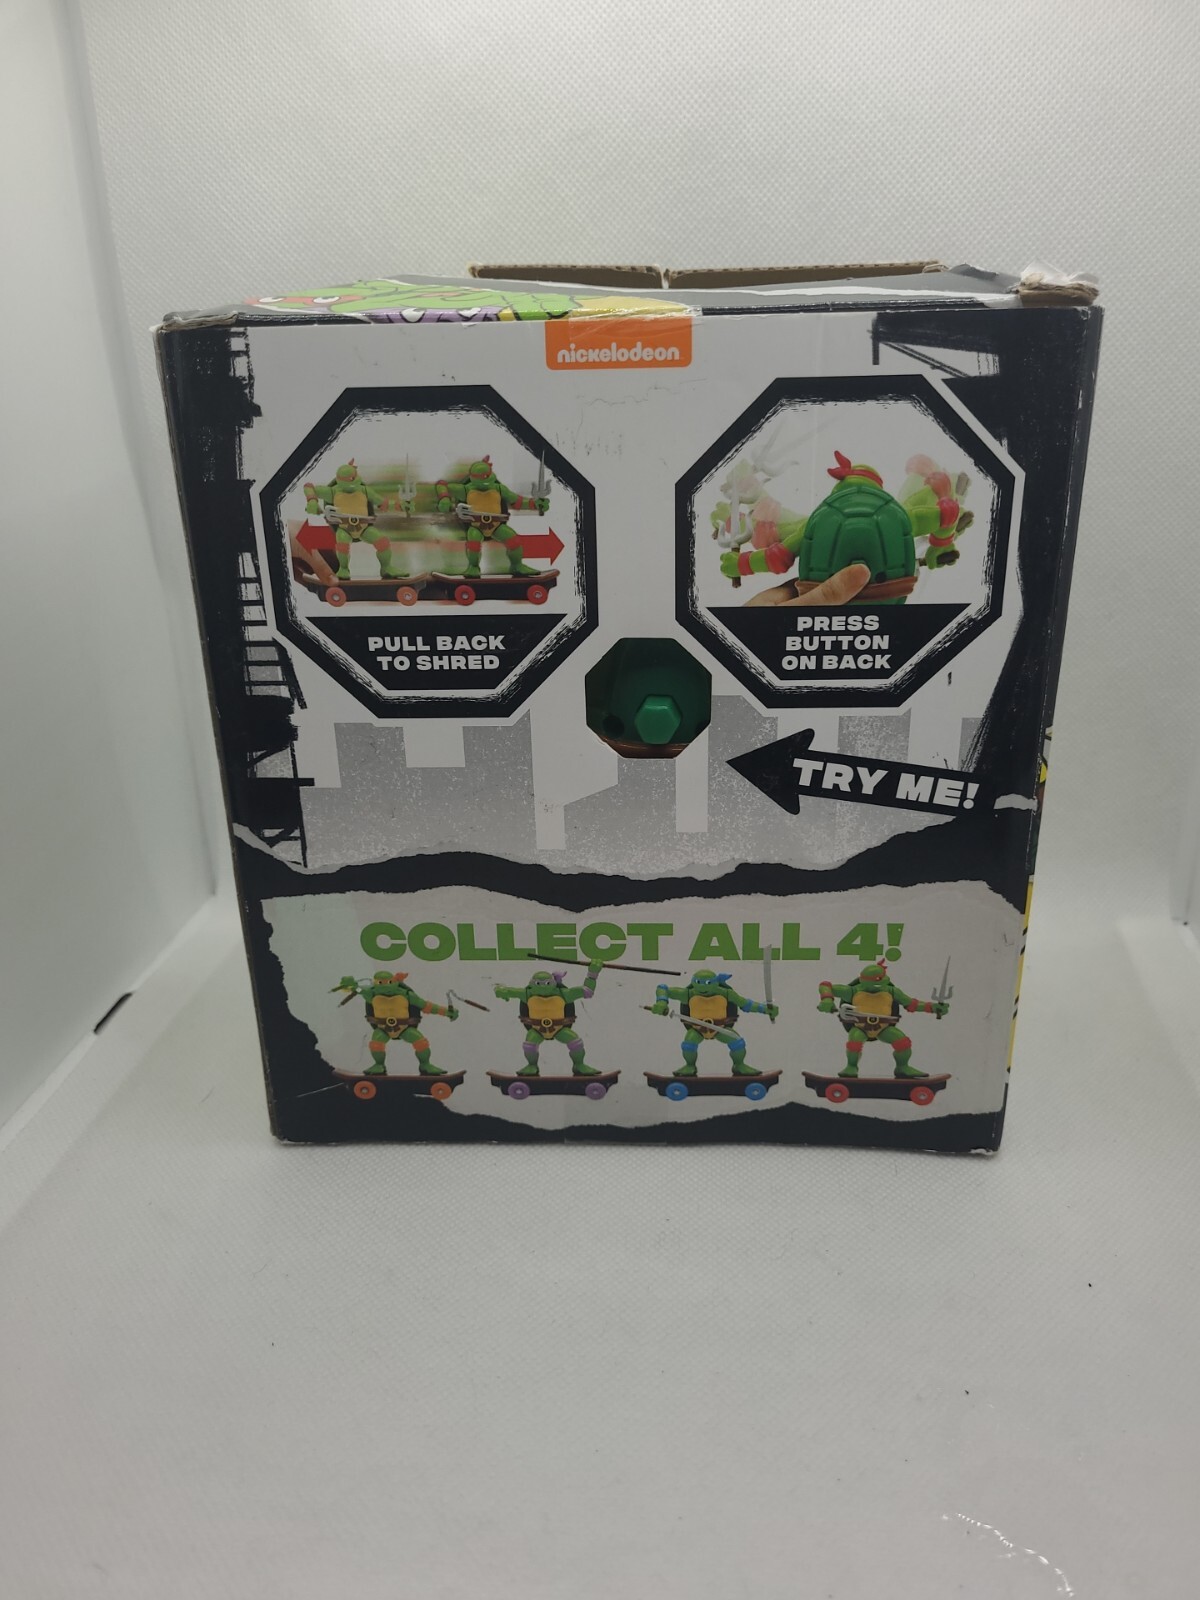 nickelodeon
PULL BACK
TO SHRED
PRESS
BUTTON
ON BACK
TRY ME!
COLLECT ALL 4!